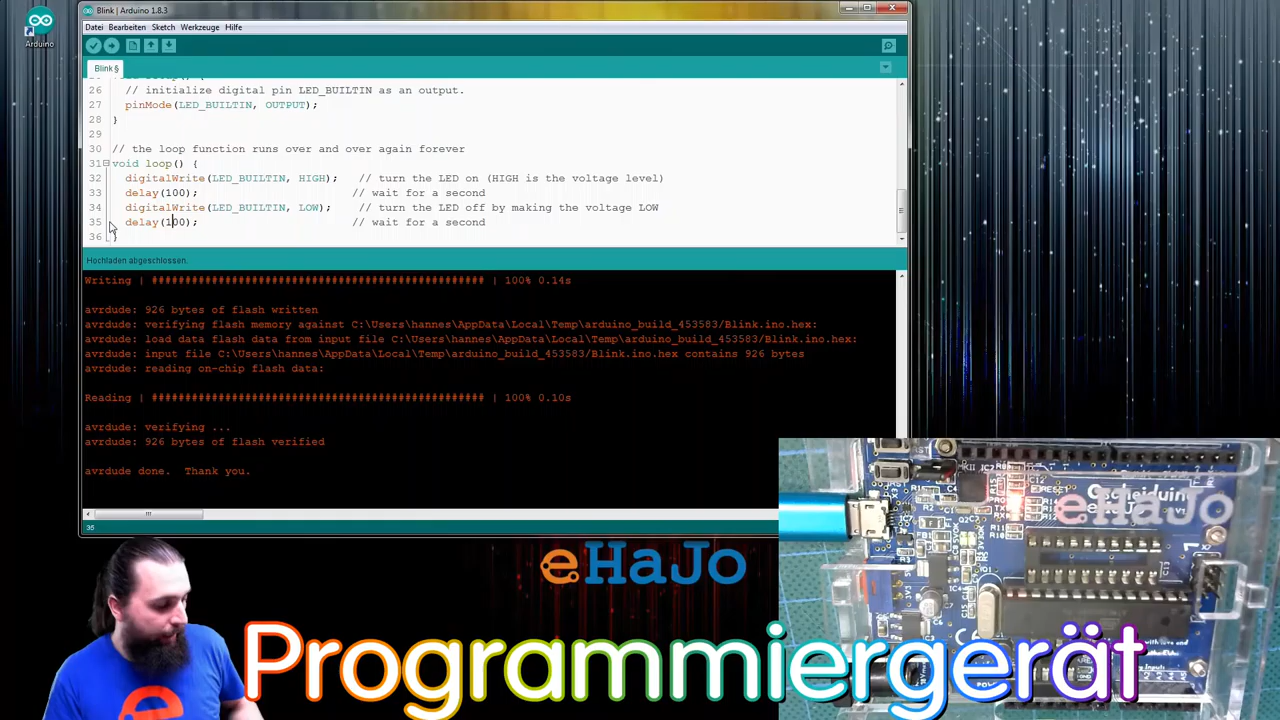 Arduino
Blink | Arduino 1.8.3
Datei Bearbeiten Sketch Werkzeuge Hilfe
Blink §
26 // initialize digital pin LED_BUILTIN as an output.
27 pinMode(LED_BUILTIN, OUTPUT);
28 }
29
30 // the loop function runs over and over again forever
31 void loop() {
32 digitalWrite(LED_BUILTIN, HIGH); // turn the LED on (HIGH is the voltage level)
33 delay(100); // wait for a second
34 digitalWrite(LED_BUILTIN, LOW); // turn the LED off by making the voltage LOW
35 delay(100); // wait for a second
36 }
Hochladen abgeschlossen.
Writing | ################################################## | 100% 0.14s
avrdude: 926 bytes of flash written
avrdude: verifying flash memory against C:\Users\hannes\AppData\Local\Temp\arduino_build_453583/Blink.ino.hex:
avrdude: load data flash data from input file C:\Users\hannes\AppData\Local\Temp\arduino_build_453583/Blink.ino.hex:
avrdude: input file C:\Users\hannes\AppData\Local\Temp\arduino_build_453583/Blink.ino.hex contains 926 bytes
avrdude: reading on-chip flash data:
Reading | ################################################## | 100% 0.10s
avrdude: verifying ...
avrdude: 926 bytes of flash verified
avrdude done. Thank you.
35
RESET
eHaJo
eHaJo
Programmiergerät